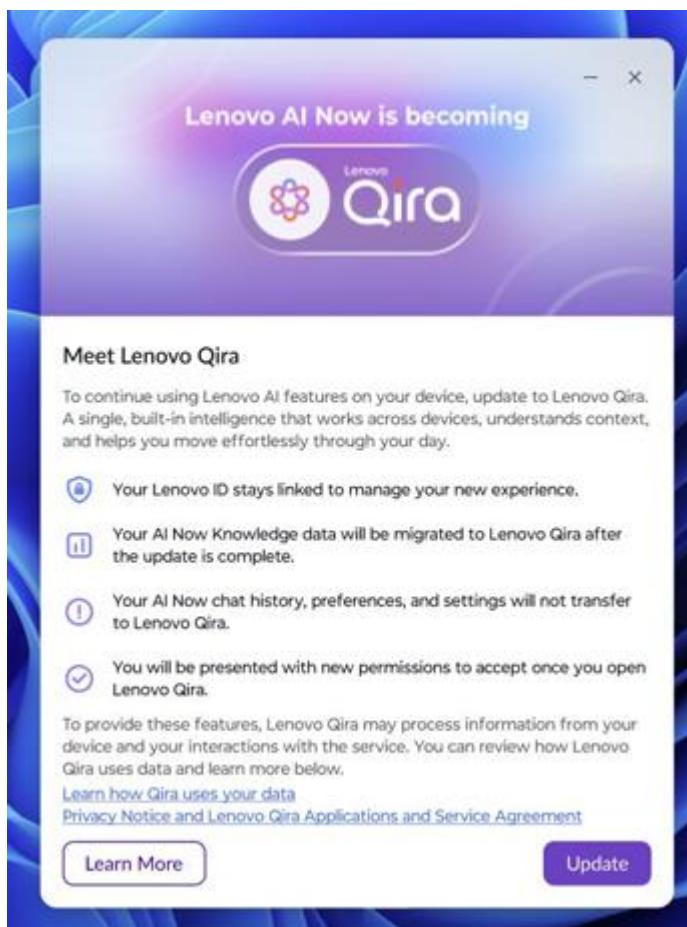 Lenovo AI Now is becoming
Lenovo
Qira
Meet Lenovo Qira
To continue using Lenovo AI features on your device, update to Lenovo Qira.
A single, built-in intelligence that works across devices, understands context,
and helps you move effortlessly through your day.
Your Lenovo ID stays linked to manage your new experience.
Your AI Now Knowledge data will be migrated to Lenovo Qira after
the update is complete.
Your AI Now chat history, preferences, and settings will not transfer
to Lenovo Qira.
You will be presented with new permissions to accept once you open
Lenovo Qira.
To provide these features, Lenovo Qira may process information from your
device and your interactions with the service. You can review how Lenovo
Qira uses data and learn more below.
Learn how Qira uses your data
Privacy Notice and Lenovo Qira Applications and Service Agreement
Learn More
Update